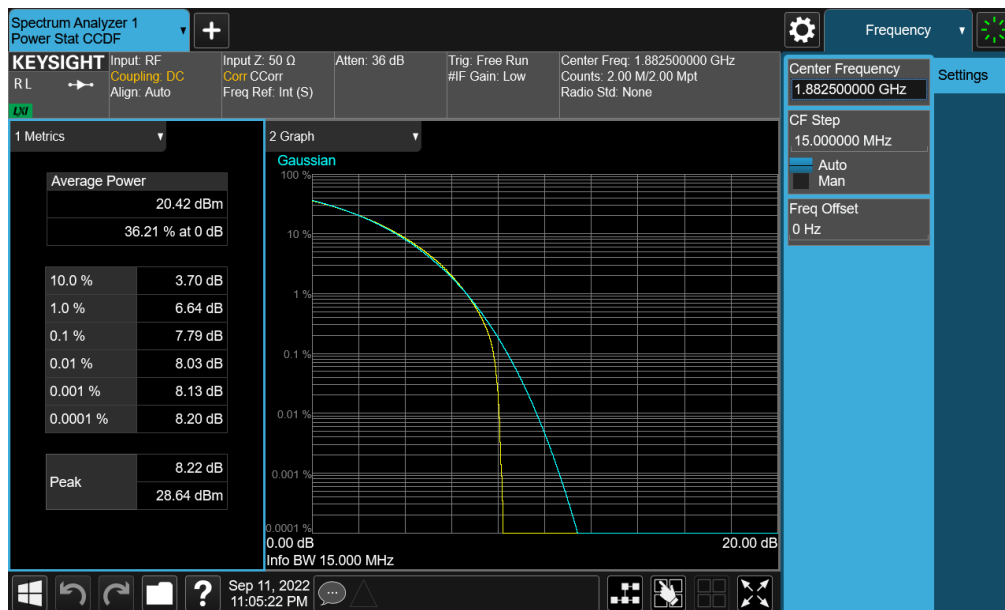 Spectrum Analyzer 1
Power Stat CCDF
+
Frequency
KEYSIGHT
R L
LXI
Input: RF
Coupling: DC
Align: Auto
Input Z: 50 Ω
Corr CCorr
Freq Ref: Int (S)
Atten: 36 dB
Trig: Free Run
#IF Gain: Low
Center Freq: 1.882500000 GHz
Counts: 2.00 M/2.00 Mpt
Radio Std: None
Center Frequency
1.882500000 GHz
Settings
CF Step
15.000000 MHz
Auto
Man
Freq Offset
0 Hz
1 Metrics
Average Power
20.42 dBm
36.21 % at 0 dB
10.0 % 3.70 dB
1.0 % 6.64 dB
0.1 % 7.79 dB
0.01 % 8.03 dB
0.001 % 8.13 dB
0.0001 % 8.20 dB
Peak
8.22 dB
28.64 dBm
2 Graph
Gaussian
100 %
10 %
1 %
0.1 %
0.01 %
0.001 %
0.0001 %
0.00 dB 20.00 dB
Info BW 15.000 MHz
?
Sep 11, 2022
11:05:22 PM